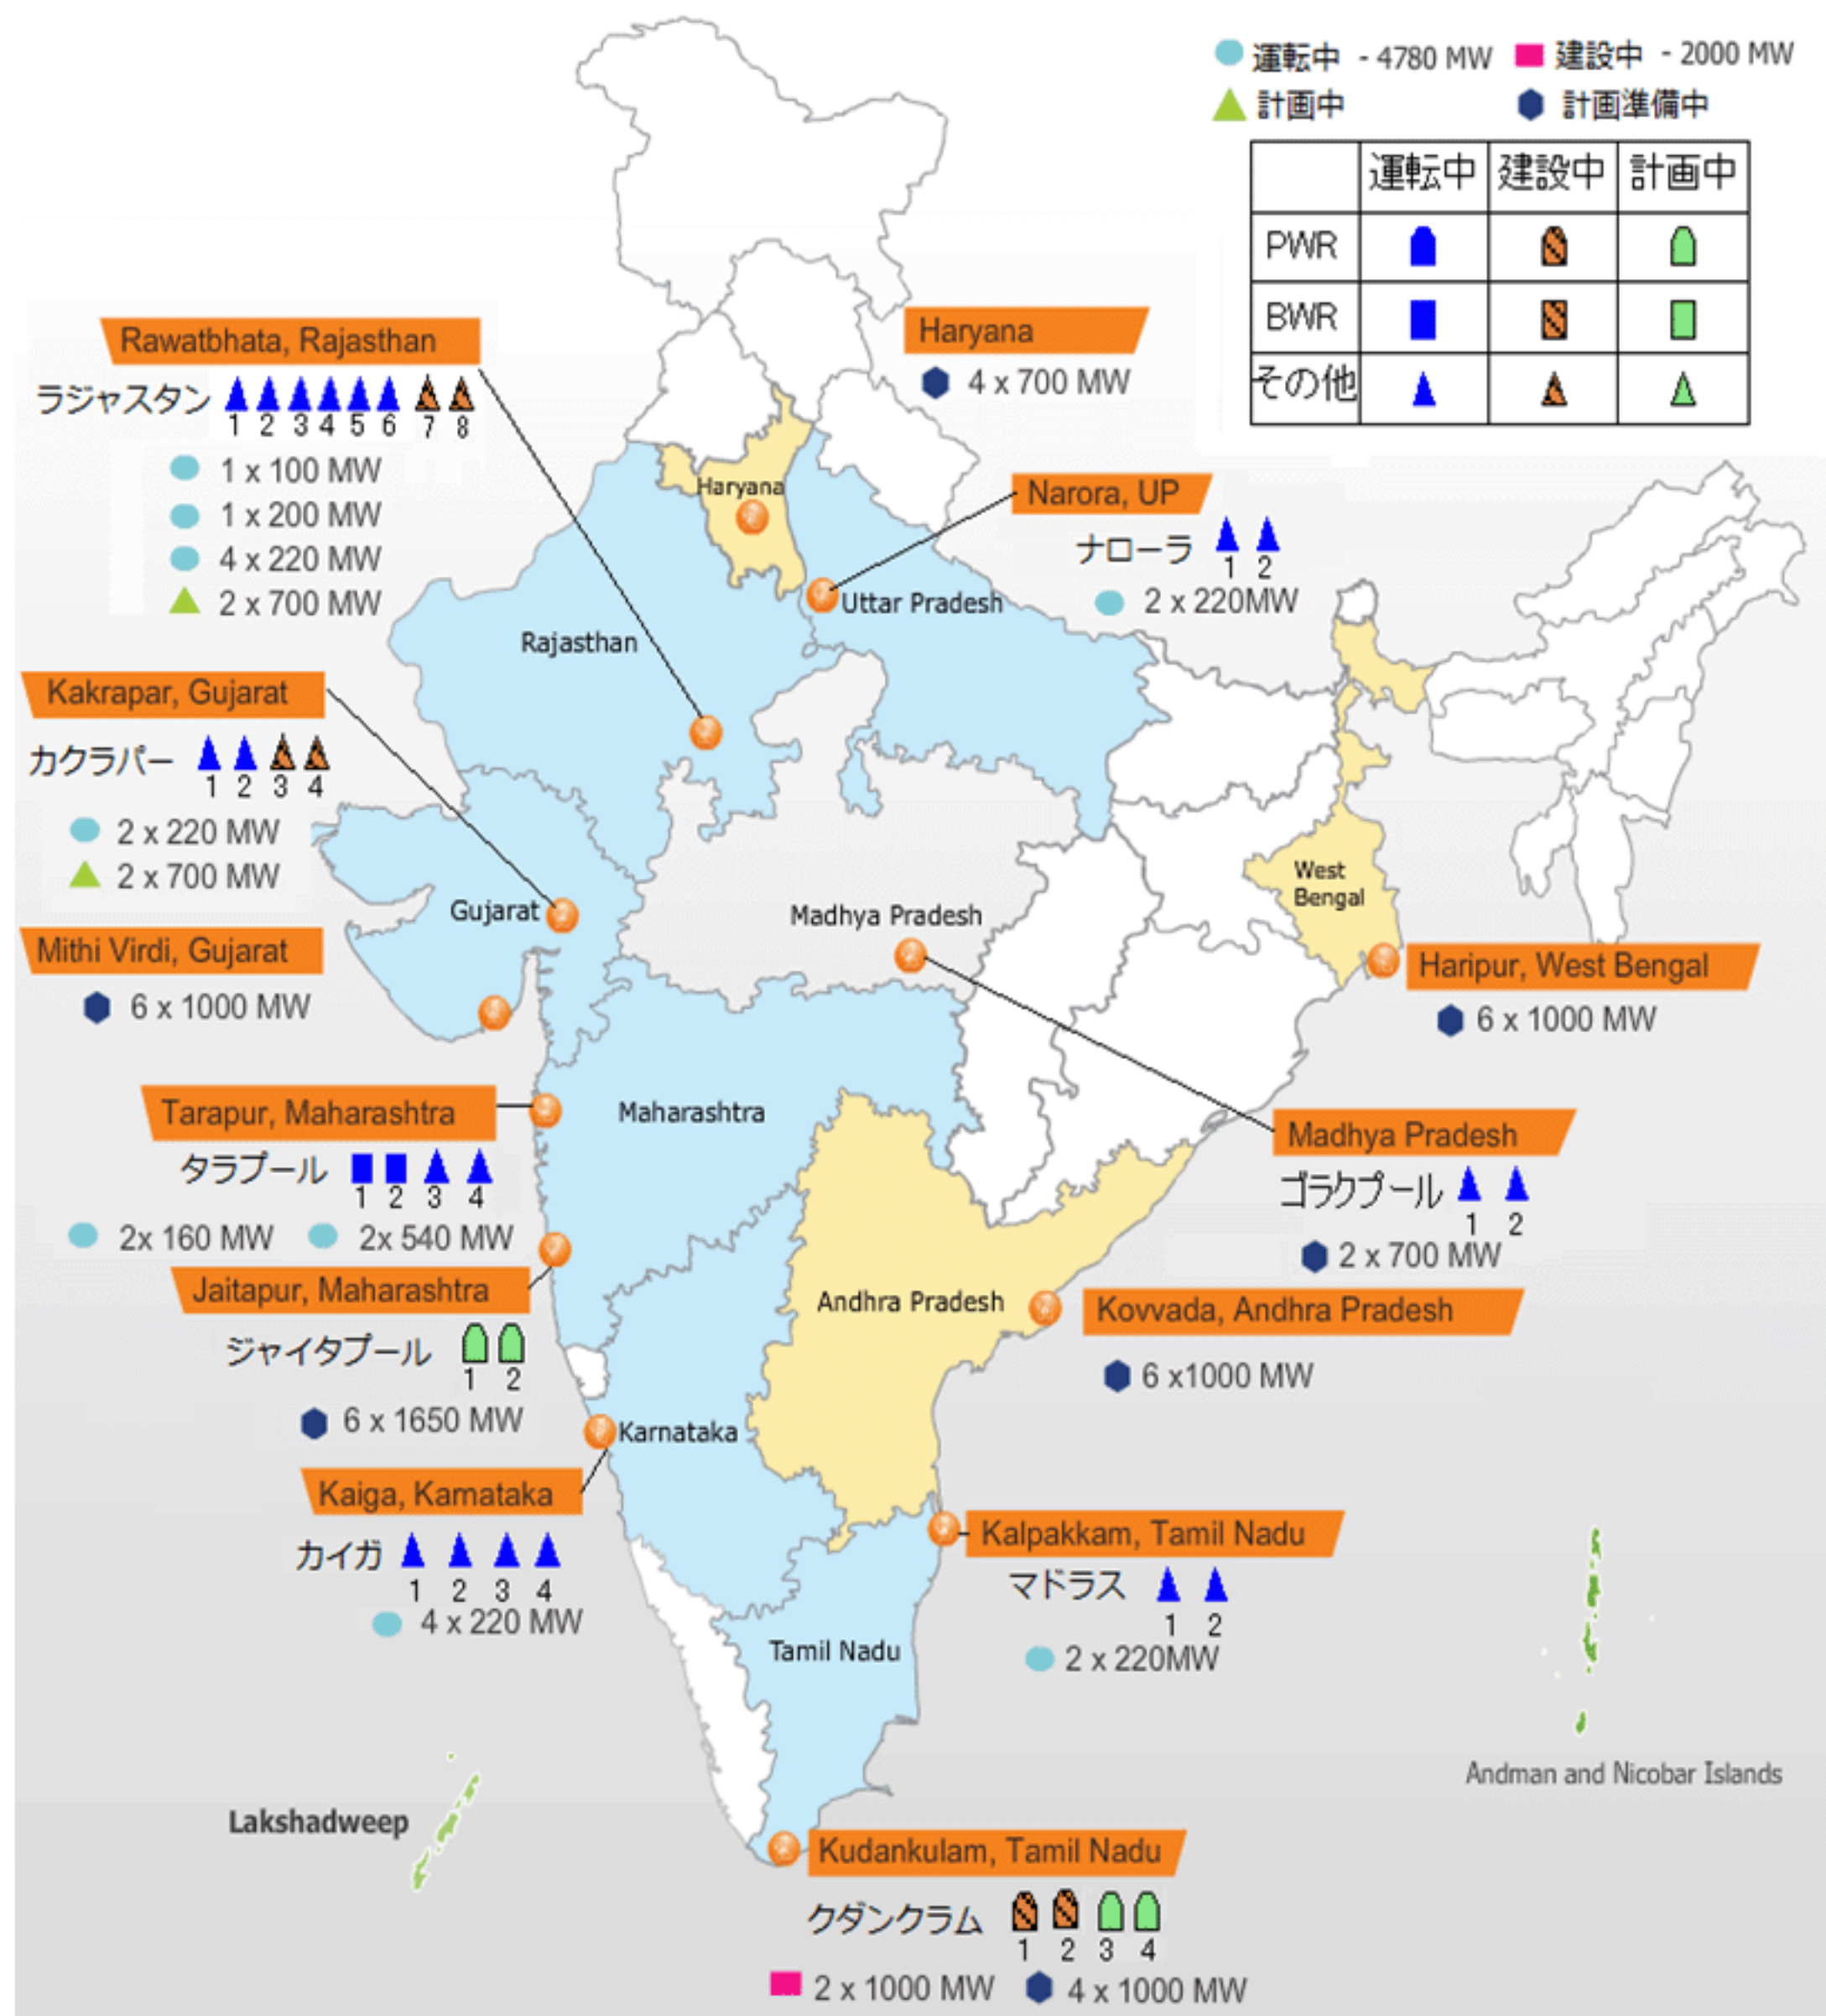 運転中 - 4780 MW 建設中 - 2000 MW
計画中 計画準備中
運転中 建設中 計画中
PWR
BWR
その他
Rawatbhata, Rajasthan
ラジャスタン
1 2 3 4 5 6 7 8
1 x 100 MW
1 x 200 MW
4 x 220 MW
2 x 700 MW
Haryana
4 x 700 MW
Haryana
Narora, UP
ナローラ
1 2
2 x 220MW
Uttar Pradesh
Rajasthan
Kakrapar, Gujarat
カクラパー
1 2 3 4
2 x 220 MW
2 x 700 MW
Gujarat
Mithi Virdi, Gujarat
6 x 1000 MW
Madhya Pradesh
West
Bengal
Haripur, West Bengal
6 x 1000 MW
Tarapur, Maharashtra
タラプール
1 2 3 4
2x 160 MW 2x 540 MW
Maharashtra
Madhya Pradesh
ゴラクプール
1 2
2 x 700 MW
Jaitapur, Maharashtra
ジャイタプール
1 2
6 x 1650 MW
Andhra Pradesh
Kovvada, Andhra Pradesh
6 x1000 MW
Karnataka
Kaiga, Karnataka
カイガ
1 2 3 4
4 x 220 MW
Kalpakkam, Tamil Nadu
マドラス
1 2
2 x 220MW
Tamil Nadu
Andman and Nicobar Islands
Lakshadweep
Kudankulam, Tamil Nadu
クダンクラム
1 2 3 4
2 x 1000 MW 4 x 1000 MW